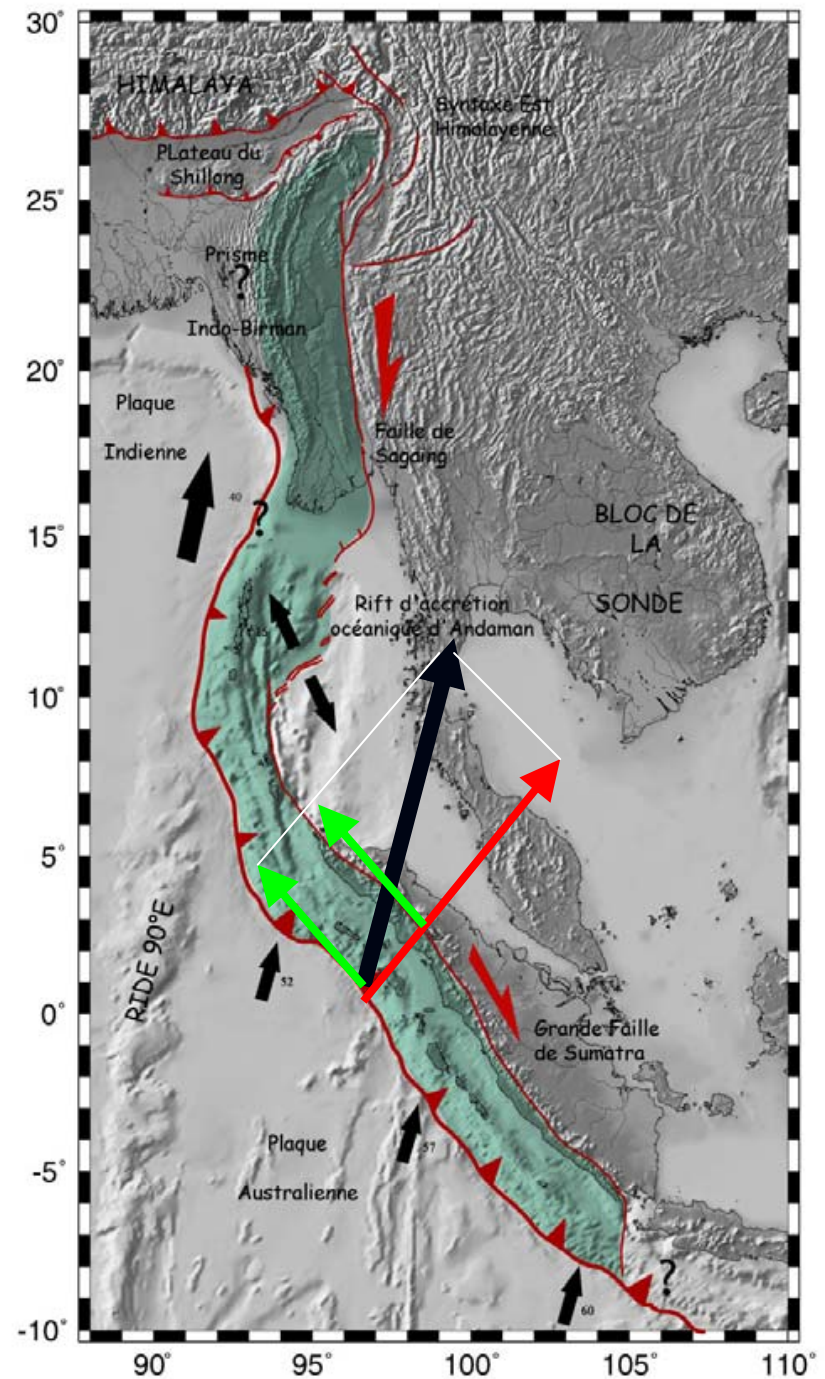 30°
HIMALAYA
Syntaxe Est
Himalayenne
PLateau du
Shillong
25°
Prisme
?
Indo-Birman
20°
Plaque
Indienne
Faille de
Sagaing
40
?
BLOC DE
LA
SONDE
15°
Rift d'accrétion
océanique d'Andaman
10°
5°
RIDE 90°E
52
0°
Grande Faille
de Sumatra
57
Plaque
Australienne
-5°
?
60
-10°
90°
95°
100°
105°
110°